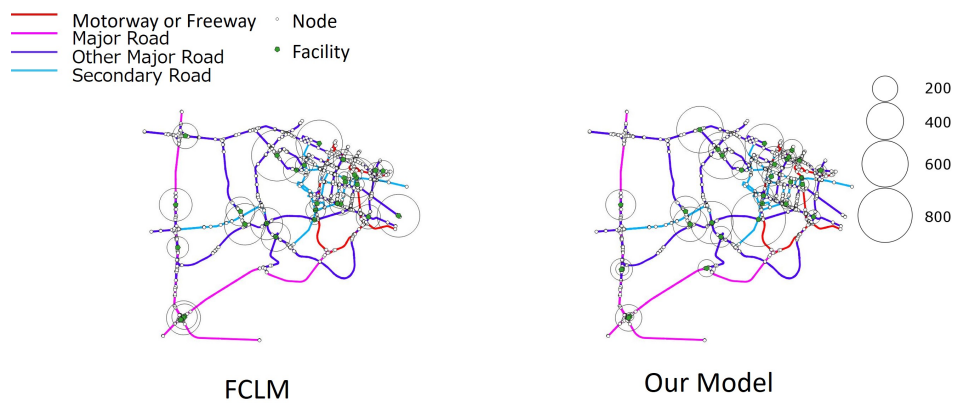 Motorway or Freeway
Major Road
Other Major Road
Secondary Road
Node
Facility
200
400
600
800
FCLM
Our Model